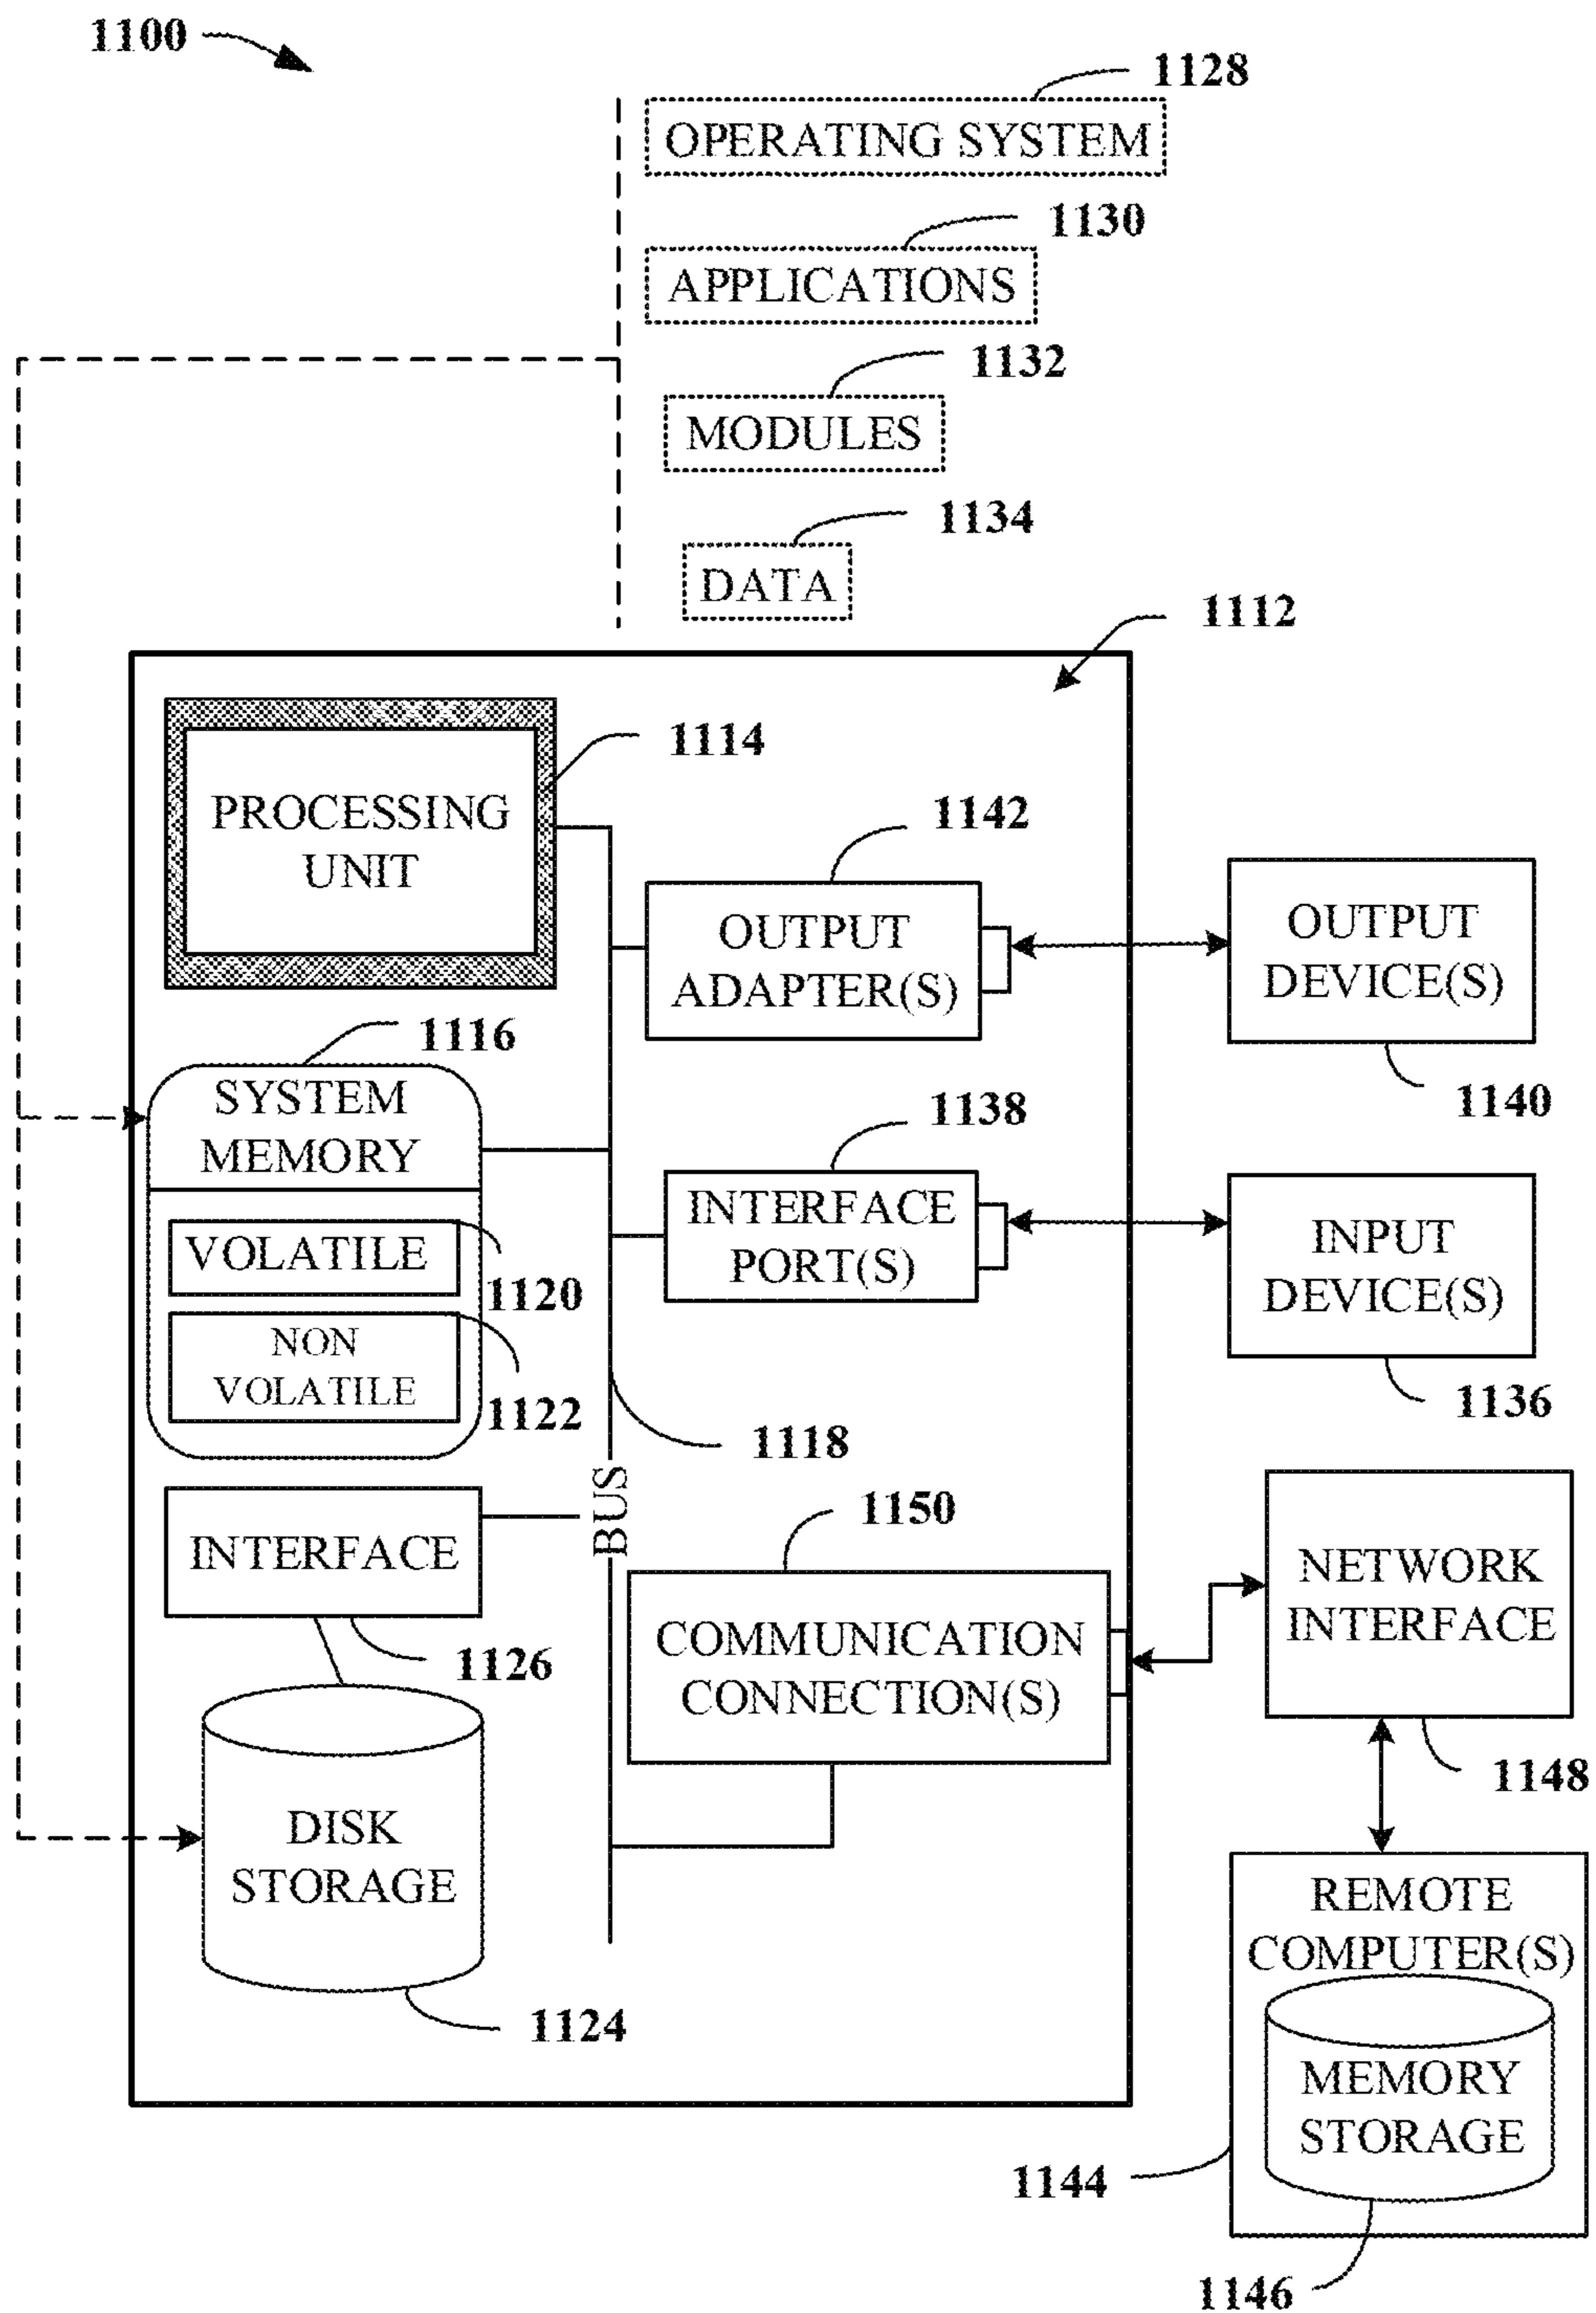 1100
1128
OPERATING SYSTEM
1130
APPLICATIONS
1132
MODULES
1134
DATA
1112
PROCESSING
UNIT
1114
1142
OUTPUT
ADAPTER(S)
OUTPUT
DEVICE(S)
1140
1116
SYSTEM
MEMORY
VOLATILE
1120
NON
VOLATILE
1122
1138
INTERFACE
PORT(S)
INPUT
DEVICE(S)
1136
1118
BUS
INTERFACE
1126
1150
COMMUNICATION
CONNECTION(S)
NETWORK
INTERFACE
1148
DISK
STORAGE
1124
REMOTE
COMPUTER(S)
MEMORY
STORAGE
1144
1146